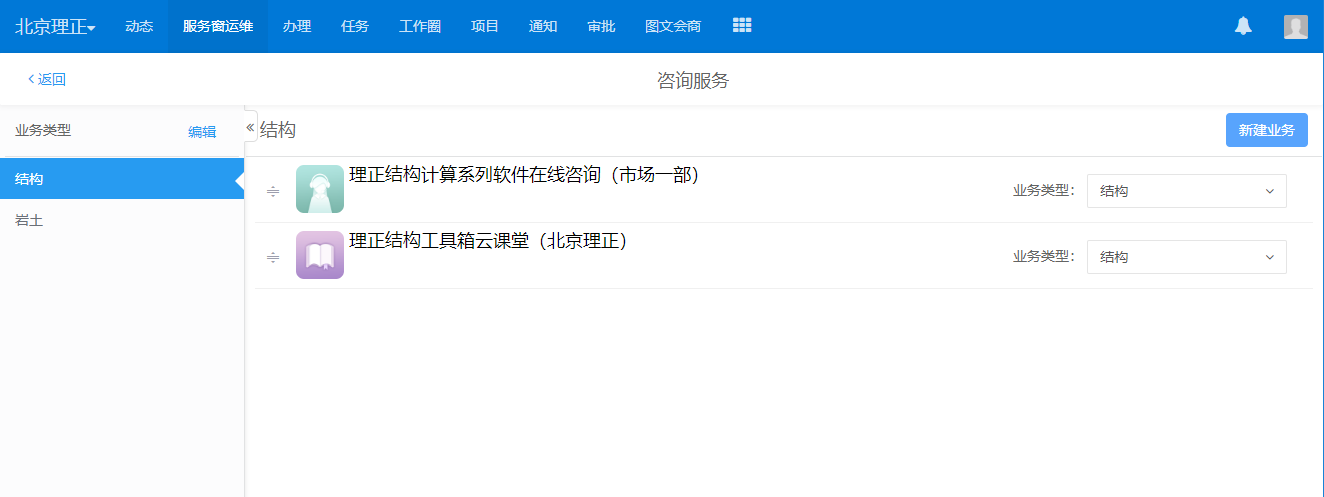 北京理正 动态 服务窗运维 办理 任务 工作圈 项目 通知 审批 图文会商
返回 咨询服务
业务类型 编辑
结构 新建业务
结构
岩土
理正结构计算系列软件在线咨询（市场一部） 业务类型： 结构
理正结构工具箱云课堂（北京理正） 业务类型： 结构